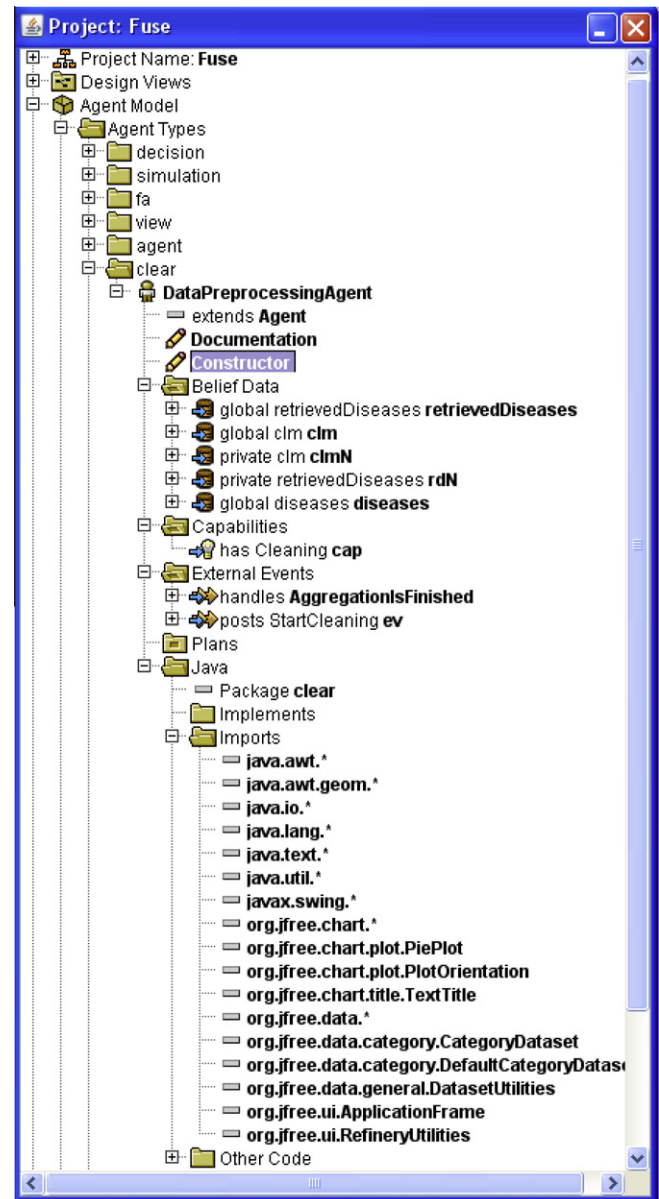 Project: Fuse
Project Name: Fuse
Design Views
Agent Model
Agent Types
decision
simulation
fa
view
agent
clear
DataPreprocessingAgent
extends Agent
Documentation
Constructor
Belief Data
global retrievedDiseases retrievedDiseases
global clm clm
private clm clmN
private retrievedDiseases rdN
global diseases diseases
Capabilities
has Cleaning cap
External Events
handles AggregationIsFinished
posts StartCleaning ev
Plans
Java
Package clear
Implements
Imports
java.awt.*
java.awt.geom.*
java.io.*
java.lang.*
java.text.*
java.util.*
javax.swing.*
org.jfree.chart.*
org.jfree.chart.plot.PiePlot
org.jfree.chart.plot.PlotOrientation
org.jfree.chart.title.TextTitle
org.jfree.data.*
org.jfree.data.category.CategoryDataset
org.jfree.data.category.DefaultCategoryDatase
org.jfree.data.general.DatasetUtilities
org.jfree.ui.ApplicationFrame
org.jfree.ui.RefineryUtilities
Other Code